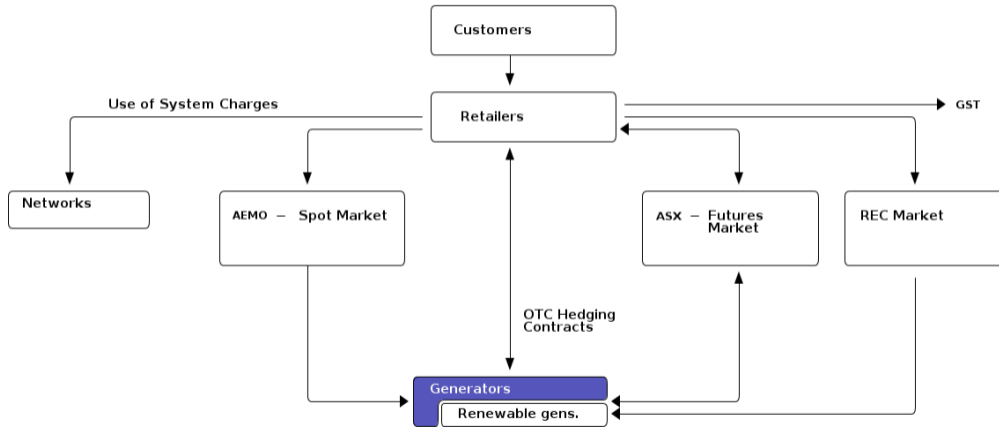 Customers
Use of System Charges
GST
Retailers
Networks
AEMO – Spot Market
ASX – Futures
Market
REC Market
OTC Hedging
Contracts
Generators
Renewable gens.